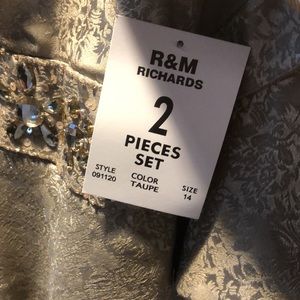 R&M
RICHARDS
2
PIECES
SET
STYLE
091120
COLOR
TAUPE
SIZE
14